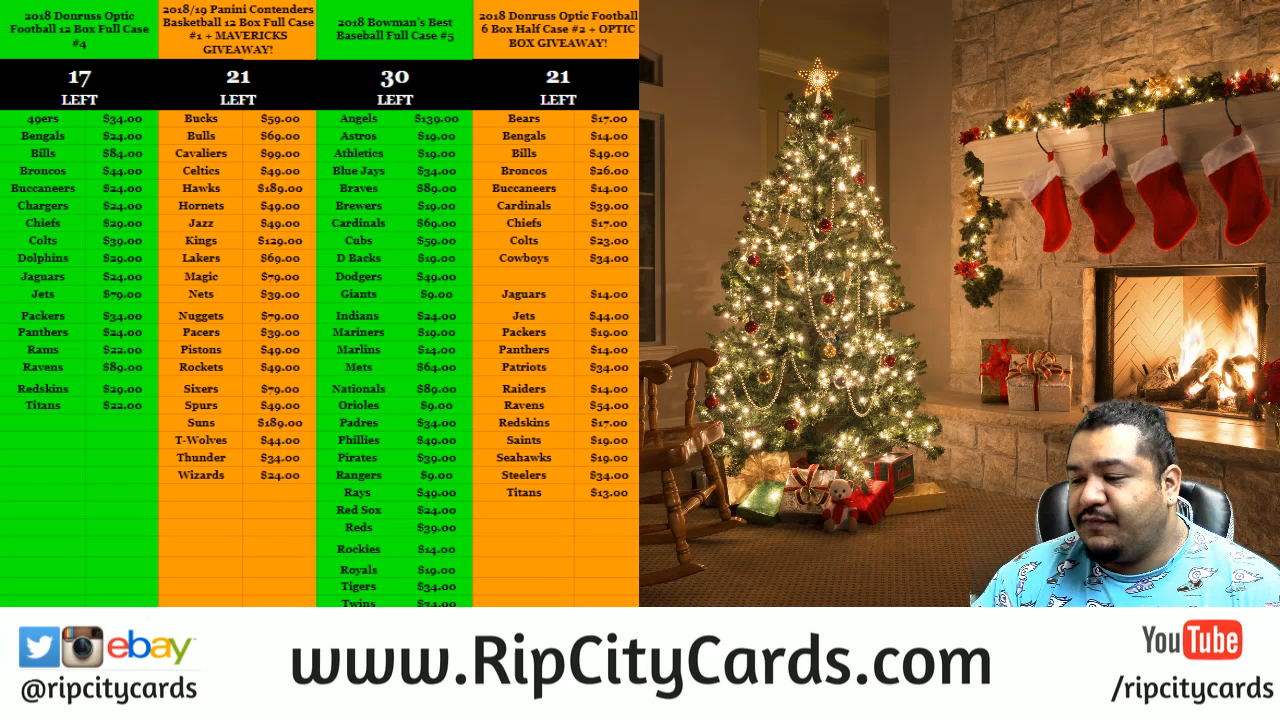 2018 Donruss Optic
Football 12 Box Full Case
#4
17
LEFT
49ers $34.00
Bengals $24.00
Bills $84.00
Broncos $44.00
Buccaneers $24.00
Chargers $24.00
Chiefs $29.00
Colts $39.00
Dolphins $29.00
Jaguars $24.00
Jets $79.00
Packers $34.00
Panthers $24.00
Rams $22.00
Ravens $89.00
Redskins $29.00
Titans $22.00
2018/19 Panini Contenders
Basketball 12 Box Full Case
#1 + MAVERICKS
GIVEAWAY!
21
LEFT
Bucks $59.00
Bulls $69.00
Cavaliers $99.00
Celtics $49.00
Hawks $189.00
Hornets $49.00
Jazz $49.00
Kings $129.00
Lakers $69.00
Magic $79.00
Nets $39.00
Nuggets $79.00
Pacers $39.00
Pistons $49.00
Rockets $49.00
Sixers $79.00
Spurs $49.00
Suns $189.00
T-Wolves $44.00
Thunder $34.00
Wizards $24.00
2018 Bowman's Best
Baseball Full Case #5
30
LEFT
Angels $139.00
Astros $19.00
Athletics $19.00
Blue Jays $34.00
Braves $89.00
Brewers $19.00
Cardinals $69.00
Cubs $59.00
D Backs $19.00
Dodgers $49.00
Giants $9.00
Indians $24.00
Mariners $19.00
Marlins $14.00
Mets $64.00
Nationals $89.00
Orioles $9.00
Padres $34.00
Phillies $49.00
Pirates $39.00
Rangers $9.00
Rays $49.00
Red Sox $24.00
Reds $39.00
Rockies $14.00
Royals $19.00
Tigers $34.00
Twins $34.00
2018 Donruss Optic Football
6 Box Half Case #2 + OPTIC
BOX GIVEAWAY!
21
LEFT
Bears $17.00
Bengals $14.00
Bills $49.00
Broncos $26.00
Buccaneers $14.00
Cardinals $39.00
Chiefs $17.00
Colts $23.00
Cowboys $34.00
Jaguars $14.00
Jets $44.00
Packers $19.00
Panthers $14.00
Patriots $34.00
Raiders $14.00
Ravens $54.00
Redskins $17.00
Saints $19.00
Seahawks $19.00
Steelers $34.00
Titans $13.00
ebay
@ripcitycards
www.RipCityCards.com
YouTube
/ripcitycards